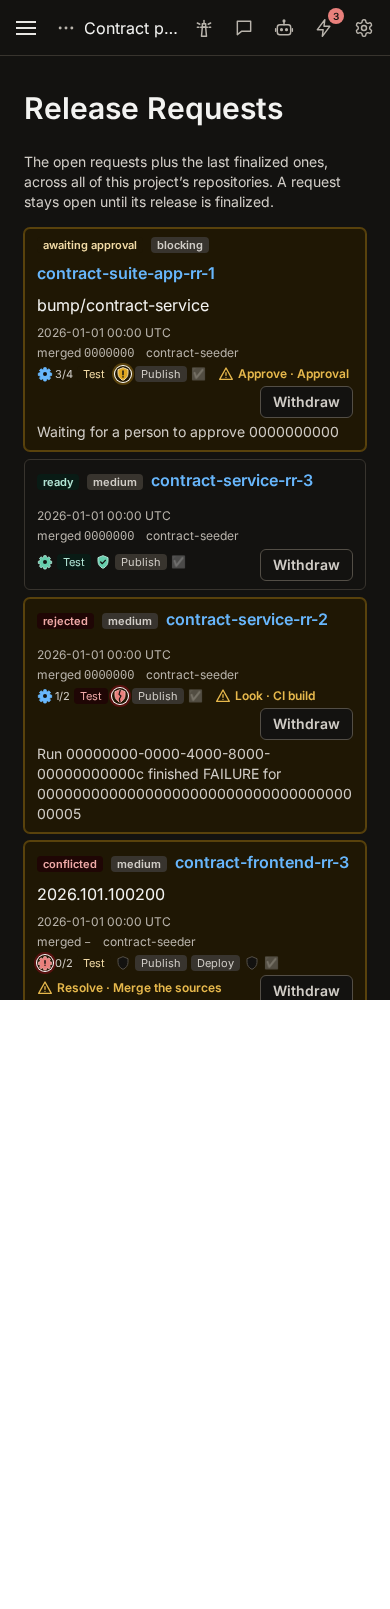 Contract p...
3
Release Requests
The open requests plus the last finalized ones,
across all of this project's repositories. A request
stays open until its release is finalized.
awaiting approval blocking
contract-suite-app-rr-1
bump/contract-service
2026-01-01 00:00 UTC
merged 0000000 contract-seeder
3/4 Test Publish Approve · Approval
Withdraw
Waiting for a person to approve 0000000000
ready medium contract-service-rr-3
2026-01-01 00:00 UTC
merged 0000000 contract-seeder
Test Publish
Withdraw
rejected medium contract-service-rr-2
2026-01-01 00:00 UTC
merged 0000000 contract-seeder
1/2 Test Publish Look · CI build
Withdraw
Run 00000000-0000-4000-8000-
00000000000c finished FAILURE for
00000000000000000000000000000000000
00005
conflicted medium contract-frontend-rr-3
2026.101.100200
2026-01-01 00:00 UTC
merged – contract-seeder
0/2 Test Publish Deploy
Resolve · Merge the sources
Withdraw